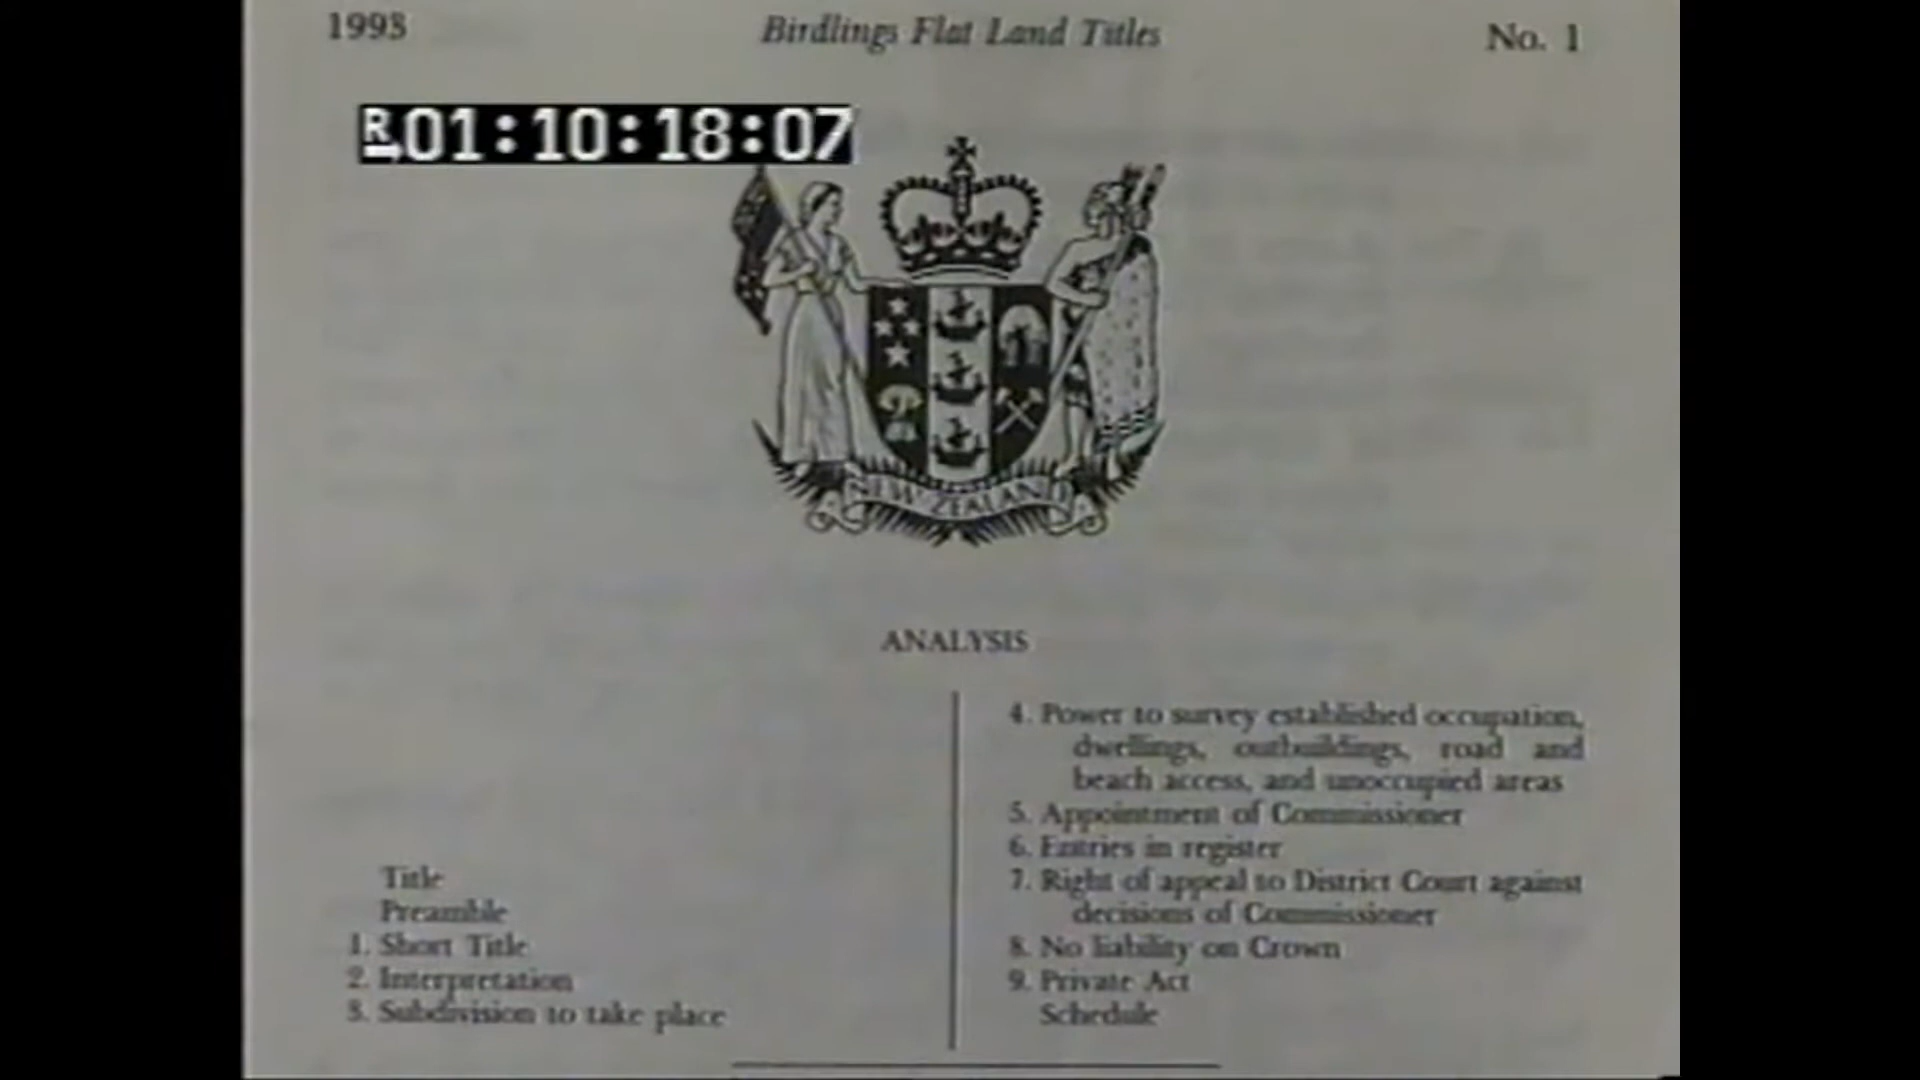 1993 Birdlings Flat Land Titles No. 1
R 01:10:18:07
NEW ZEALAND
ANALYSIS
Title
Preamble
1. Short Title
2. Interpretation
3. Subdivision to take place
4. Power to survey established occupation,
dwellings, outbuildings, road and
beach access, and unoccupied areas
5. Appointment of Commissioner
6. Entries in register
7. Right of appeal to District Court against
decisions of Commissioner
8. No liability on Crown
9. Private Act
Schedule